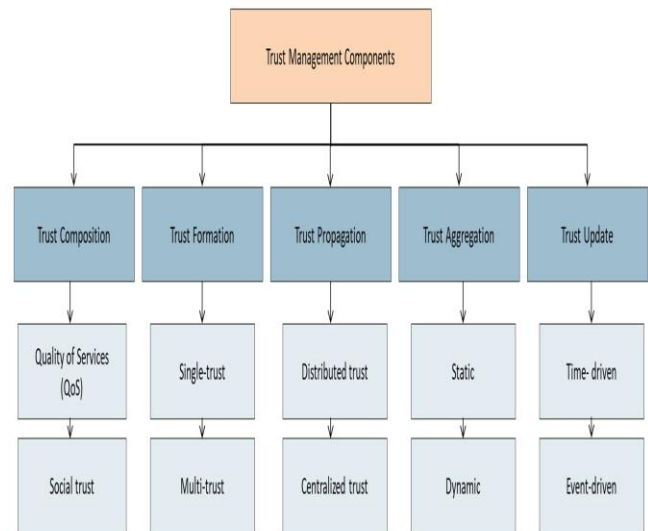 Trust Management Components
Trust Composition
Trust Formation
Trust Propagation
Trust Aggregation
Trust Update
Quality of Services
(QoS)
Single-trust
Distributed trust
Static
Time- driven
Social trust
Multi-trust
Centralized trust
Dynamic
Event-driven